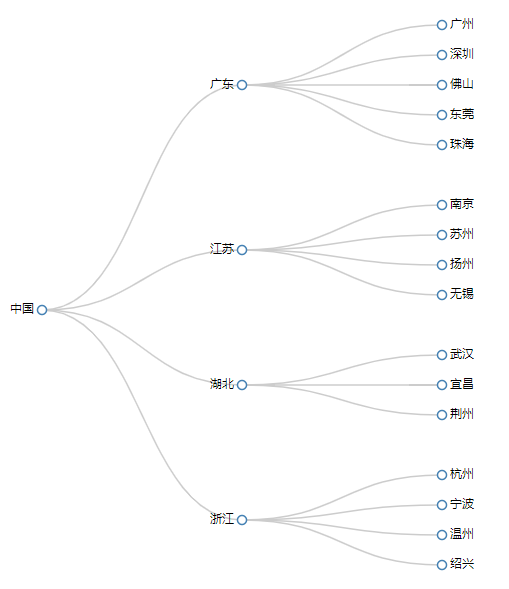 中国
广东
广州
深圳
佛山
东莞
珠海
江苏
南京
苏州
扬州
无锡
湖北
武汉
宜昌
荆州
浙江
杭州
宁波
温州
绍兴